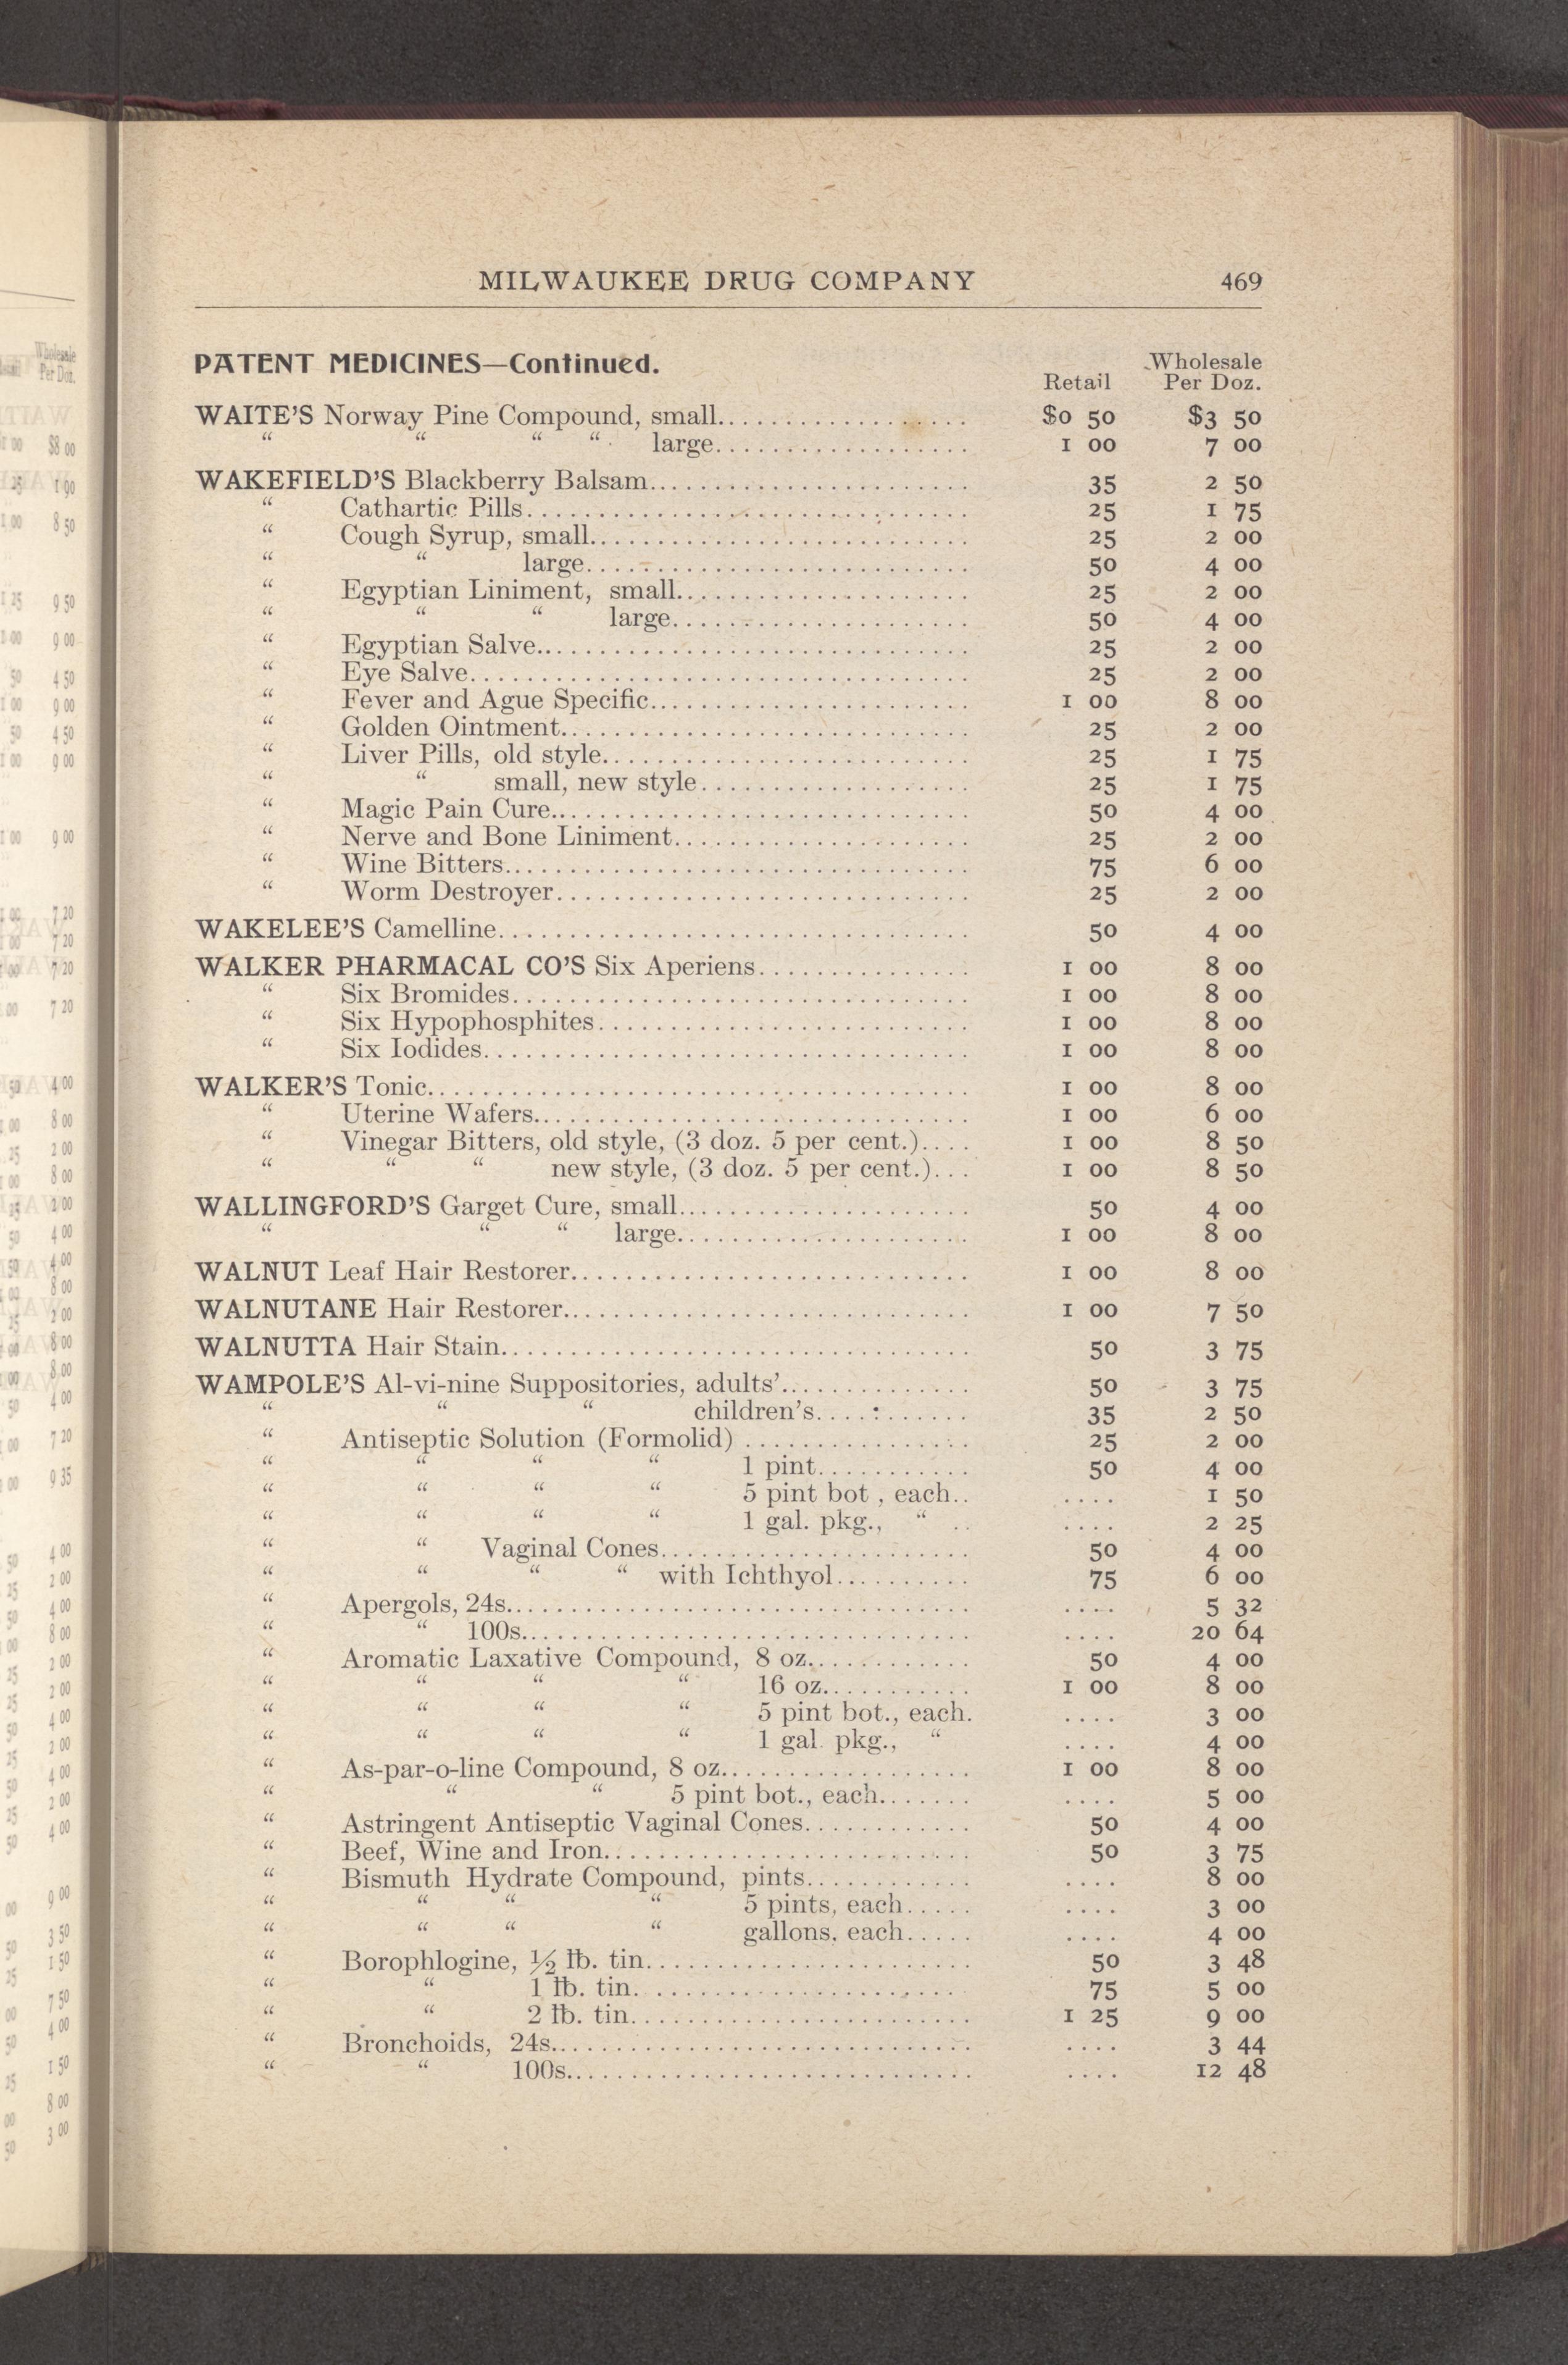 MILWAUKEE DRUG COMPANY 469
PATENT MEDICINES—Continued.
Wholesale
Retail Per Doz.
WAITE'S Norway Pine Compound, small.................. $0 50 $3 50
“ “ “ “ large.................. 1 00 7 00
WAKEFIELD'S Blackberry Balsam....................... 35 2 50
“ Cathartic Pills............................ 25 1 75
“ Cough Syrup, small........................ 25 2 00
“ “ large........................ 50 4 00
“ Egyptian Liniment, small.................. 25 2 00
“ “ “ large.................. 50 4 00
“ Egyptian Salve............................ 25 2 00
“ Eye Salve................................. 25 2 00
“ Fever and Ague Specific................... 1 00 8 00
“ Golden Ointment........................... 25 2 00
“ Liver Pills, old style.................... 25 1 75
“ “ small, new style................ 25 1 75
“ Magic Pain Cure........................... 50 4 00
“ Nerve and Bone Liniment................... 25 2 00
“ Wine Bitters.............................. 75 6 00
“ Worm Destroyer............................ 25 2 00
WAKELEE'S Camelline................................. 50 4 00
WALKER PHARMACAL CO'S Six Aperiens.............. 1 00 8 00
“ Six Bromides.............................. 1 00 8 00
“ Six Hypophosphites........................ 1 00 8 00
“ Six Iodides............................... 1 00 8 00
WALKER'S Tonic...................................... 1 00 8 00
“ Uterine Wafers............................ 1 00 6 00
“ Vinegar Bitters, old style, (3 doz. 5 per cent.).... 1 00 8 50
“ “ “ new style, (3 doz. 5 per cent.)... 1 00 8 50
WALLINGFORD'S Garget Cure, small.................... 50 4 00
“ “ “ large.................... 1 00 8 00
WALNUT Leaf Hair Restorer........................... 1 00 8 00
WALNUTANE Hair Restorer............................. 1 00 7 50
WALNUTTA Hair Stain................................. 50 3 75
WAMPOLE'S Al-vi-nine Suppositories, adults'............. 50 3 75
“ “ “ children's........... 35 2 50
“ Antiseptic Solution (Formolid) ................ 25 2 00
“ “ “ “ 1 pint........... 50 4 00
“ “ “ “ 5 pint bot , each.. .... 1 50
“ “ “ “ 1 gal. pkg., “ .. .... 2 25
“ “ Vaginal Cones..................... 50 4 00
“ “ “ “ with Ichthyol.......... 75 6 00
“ Apergols, 24s............................. .... 5 32
“ “ 100s............................. .... 20 64
“ Aromatic Laxative Compound, 8 oz........... 50 4 00
“ “ “ “ 16 oz........... 1 00 8 00
“ “ “ “ 5 pint bot., each. .... 3 00
“ “ “ “ 1 gal. pkg., “ .... 4 00
“ As-par-o-line Compound, 8 oz................ 1 00 8 00
“ “ “ 5 pint bot., each....... .... 5 00
“ Astringent Antiseptic Vaginal Cones............ 50 4 00
“ Beef, Wine and Iron........................ 50 3 75
“ Bismuth Hydrate Compound, pints............ .... 8 00
“ “ “ “ 5 pints, each..... .... 3 00
“ “ “ “ gallons, each..... .... 4 00
“ Borophlogine, ½ lb. tin...................... 50 3 48
“ “ 1 lb. tin...................... 75 5 00
“ “ 2 lb. tin...................... 1 25 9 00
“ Bronchoids, 24s............................ .... 3 44
“ “ 100s............................ .... 12 48